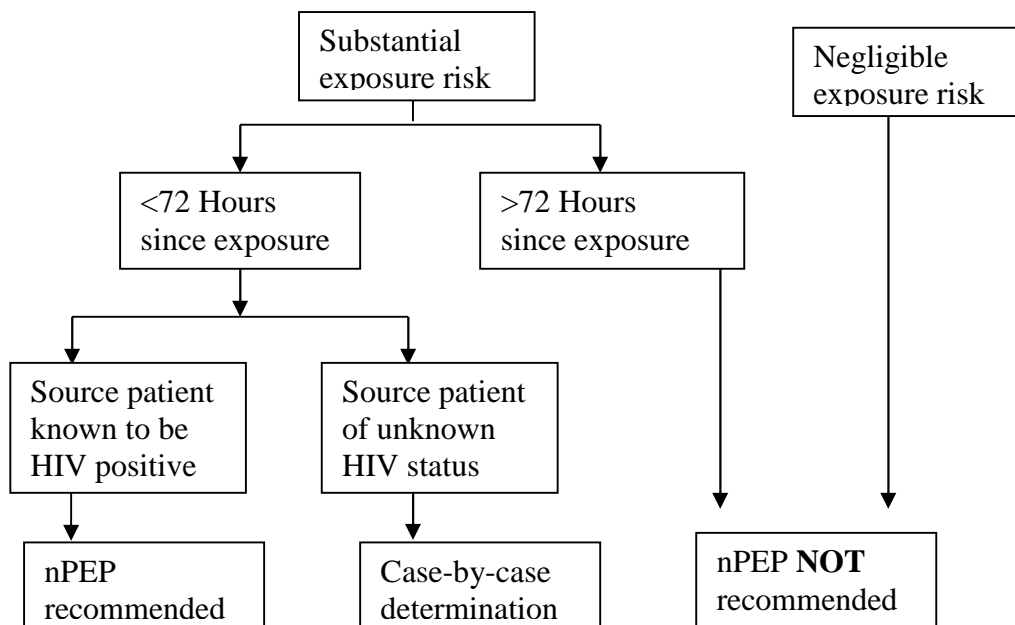 Substantial
exposure risk
Negligible
exposure risk
<72 Hours
since exposure
>72 Hours
since exposure
Source patient
known to be
HIV positive
Source patient
of unknown
HIV status
nPEP
recommended
Case-by-case
determination
nPEP NOT
recommended